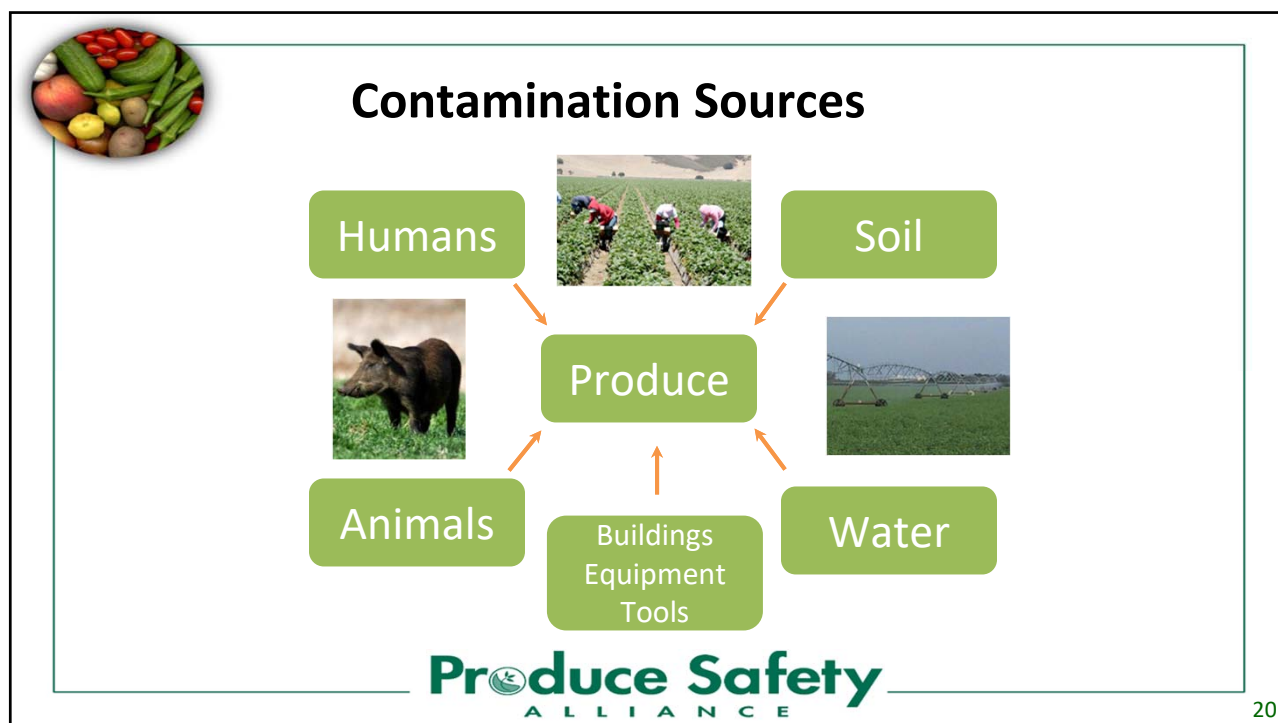 Contamination Sources
Humans
Soil
Produce
Animals
Buildings
Equipment
Tools
Water
Produce Safety
ALLIANCE
20